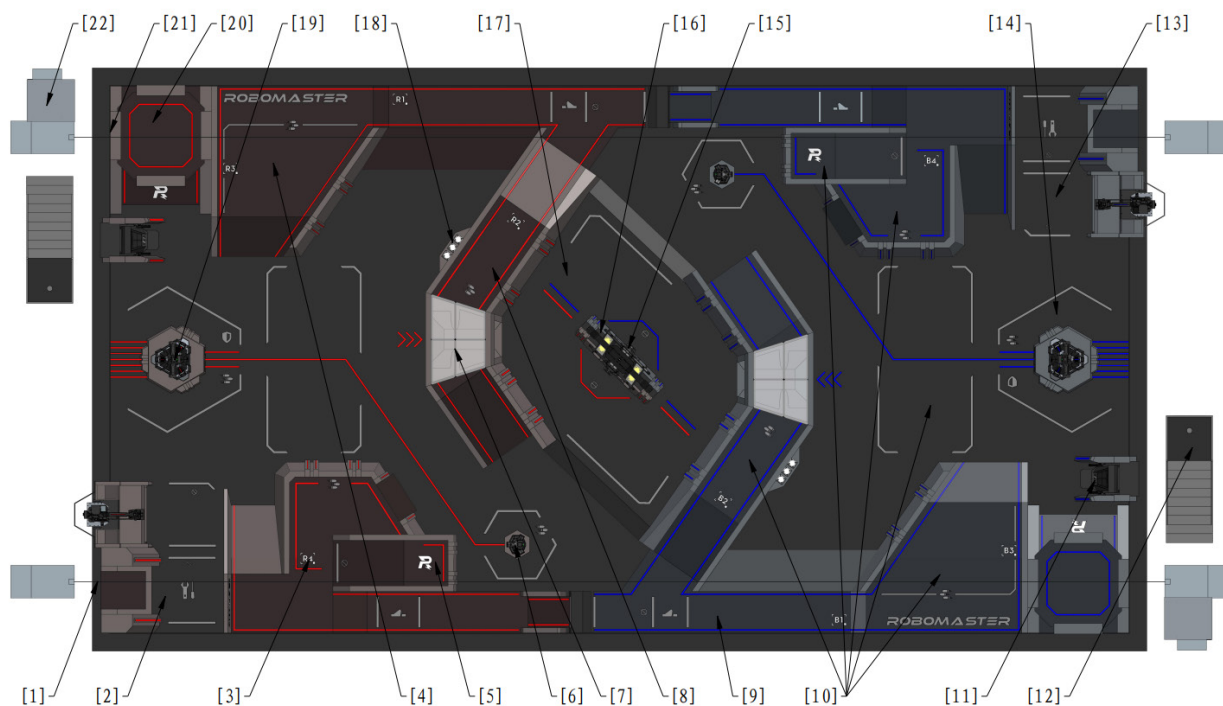 [22] [21] [20] [19] [18] [17] [16] [15] [14] [13]
ROBOMASTER
R1
R3
B4
R2
B2
R4
B3
B1
ROBOMASTER
[1] [2] [3] [4] [5] [6] [7] [8] [9] [10] [11] [12]